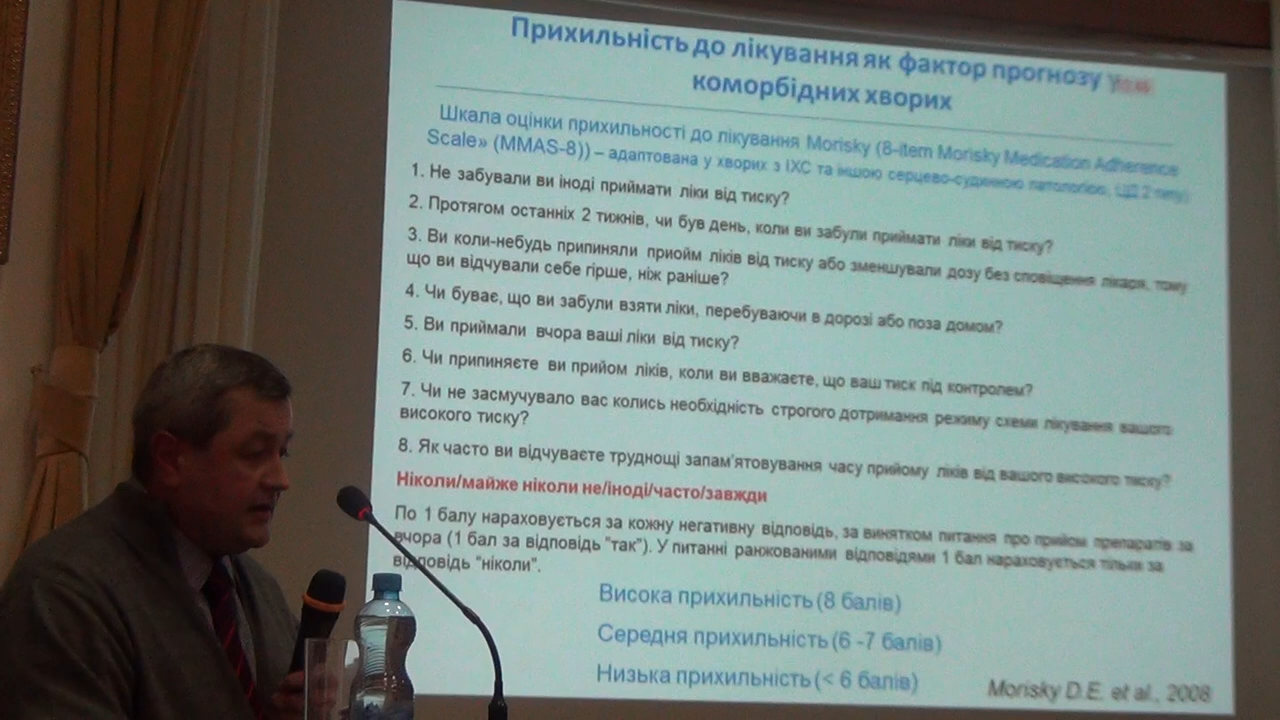 Прихильність до лікування як фактор прогнозу у
коморбідних хворих
Шкала оцінки прихильності до лікування Morisky (8-item Morisky Medication Adherence
Scale» (MMAS-8)) – адаптована у хворих з ІХС та іншою серцево-судинною патологією, ЦД 2 типу)
1. Не забували ви іноді приймати ліки від тиску?
2. Протягом останніх 2 тижнів, чи був день, коли ви забули приймати ліки від тиску?
3. Ви коли-небудь припиняли приойм ліків від тиску або зменшували дозу без сповіщення лікаря, тому
що ви відчували себе гірше, ніж раніше?
4. Чи буває, що ви забули взяти ліки, перебуваючи в дорозі або поза домом?
5. Ви приймали вчора ваші ліки від тиску?
6. Чи припиняєте ви прийом ліків, коли ви вважаєте, що ваш тиск під контролем?
7. Чи не засмучувало вас колись необхідність строгого дотримання режиму схеми лікування вашого
високого тиску?
8. Як часто ви відчуваєте труднощі запам'ятовування часу прийому ліків від вашого високого тиску?
Ніколи/майже ніколи не/іноді/часто/завжди
По 1 балу нараховується за кожну негативну відповідь, за винятком питання про прийом препаратів за
вчора (1 бал за відповідь "так"). У питанні ранжованими відповідями 1 бал нараховується тільки за
відповідь "ніколи".
Висока прихильність (8 балів)
Середня прихильність (6 -7 балів)
Низька прихильність (< 6 балів)
Morisky D.E. et al., 2008